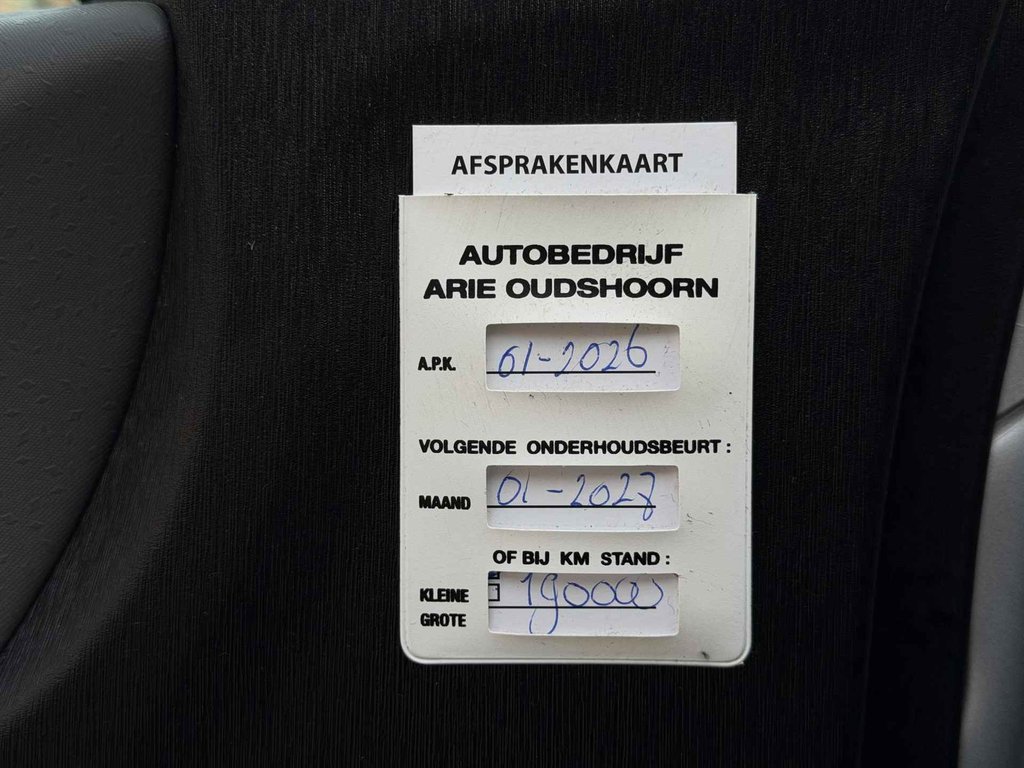 AFSPRAKENKAART
AUTOBEDRIJF
ARIE OUDSHOORN
A.P.K. 01-2026
VOLGENDE ONDERHOUDSBEURT:
MAAND 01-2027
OF BIJ KM STAND:
KLEINE 190000
GROTE